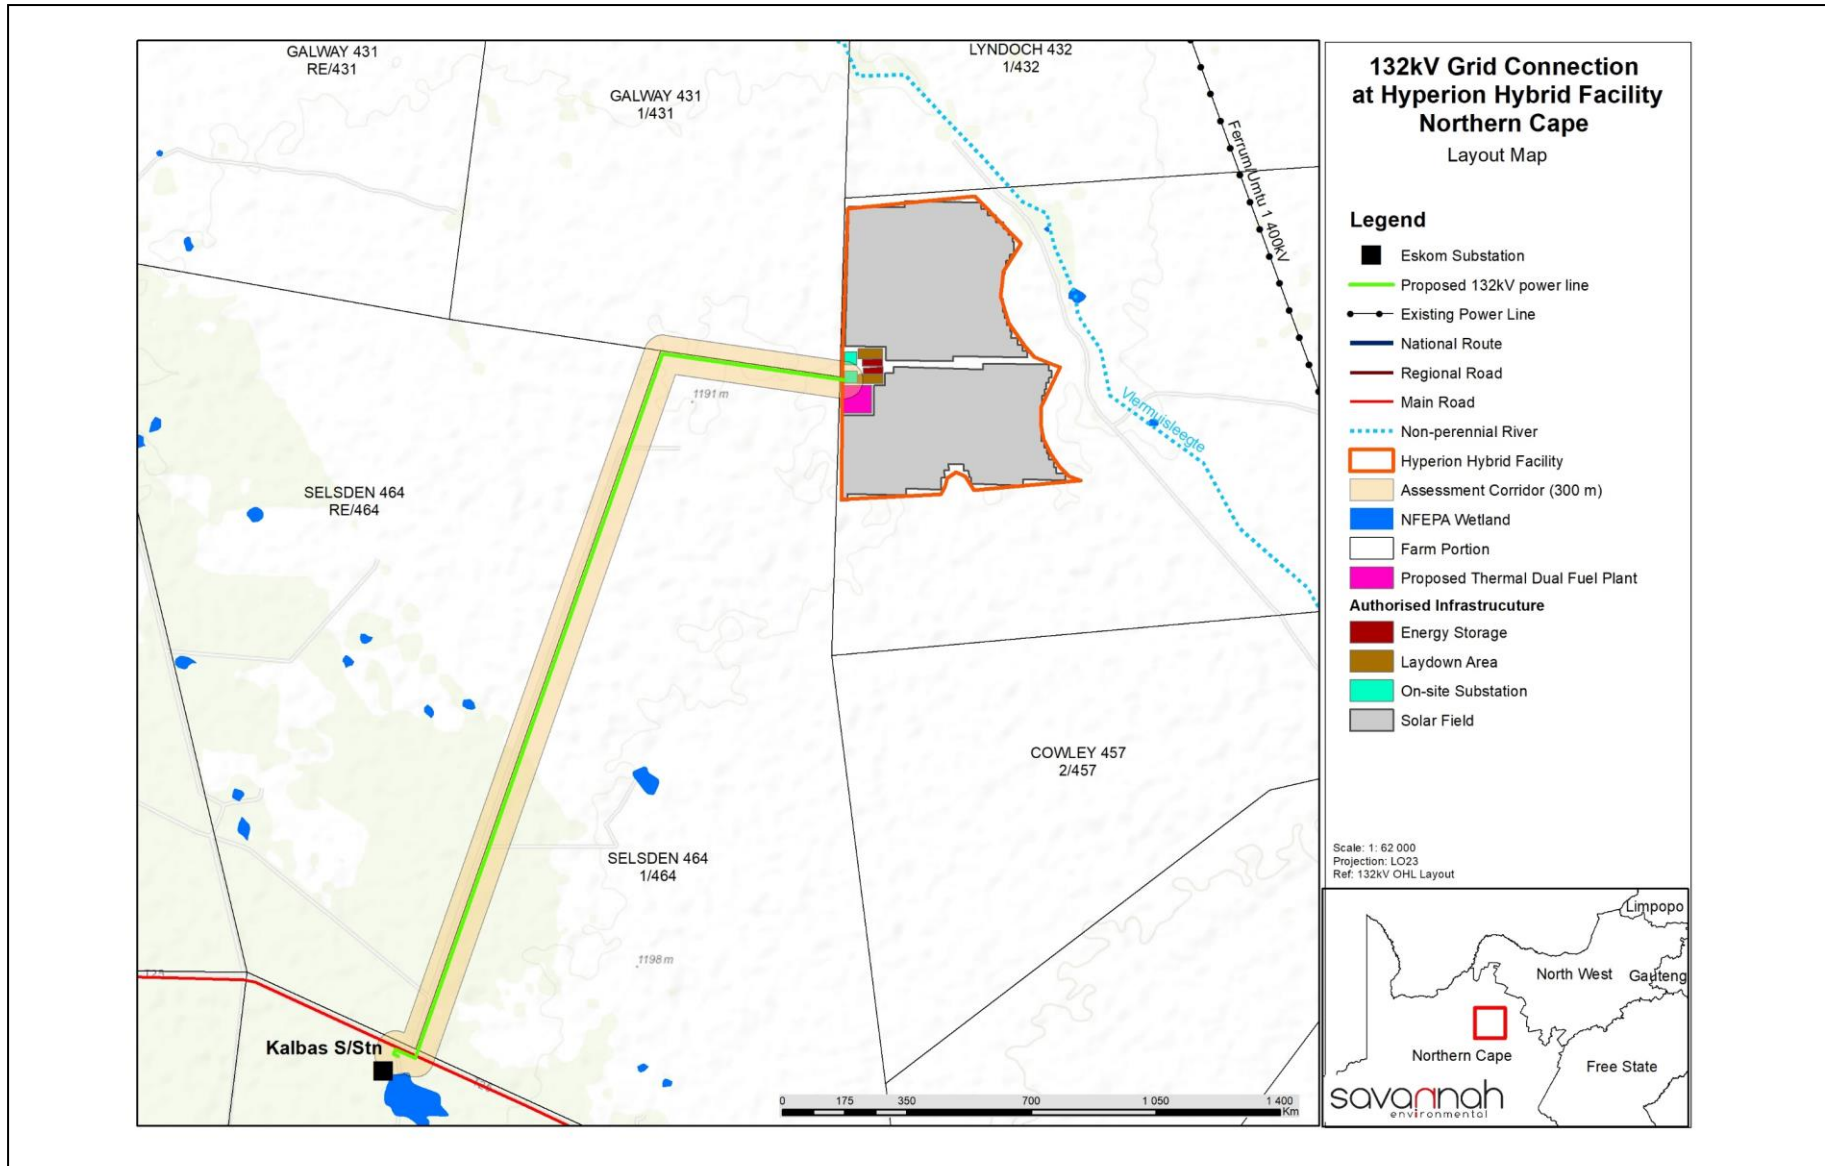 GALWAY 431
RE/431
GALWAY 431
1/431
LYNDOCH 432
1/432
Ferrum/Umtu 1 400kV
1191 m
Vlermuisleegte
SELSDEN 464
RE/464
COWLEY 457
2/457
SELSDEN 464
1/464
1198 m
Kalbas S/Stn
0 175 350 700 1 050 1 400
Km
132kV Grid Connection
at Hyperion Hybrid Facility
Northern Cape
Layout Map
Legend
Eskom Substation
Proposed 132kV power line
Existing Power Line
National Route
Regional Road
Main Road
Non-perennial River
Hyperion Hybrid Facility
Assessment Corridor (300 m)
NFEPA Wetland
Farm Portion
Proposed Thermal Dual Fuel Plant
Authorised Infrastrucuture
Energy Storage
Laydown Area
On-site Substation
Solar Field
Scale: 1: 62 000
Projection: LO23
Ref: 132kV OHL Layout
Limpopo
North West
Gauteng
Northern Cape
Free State
savannah
environmental